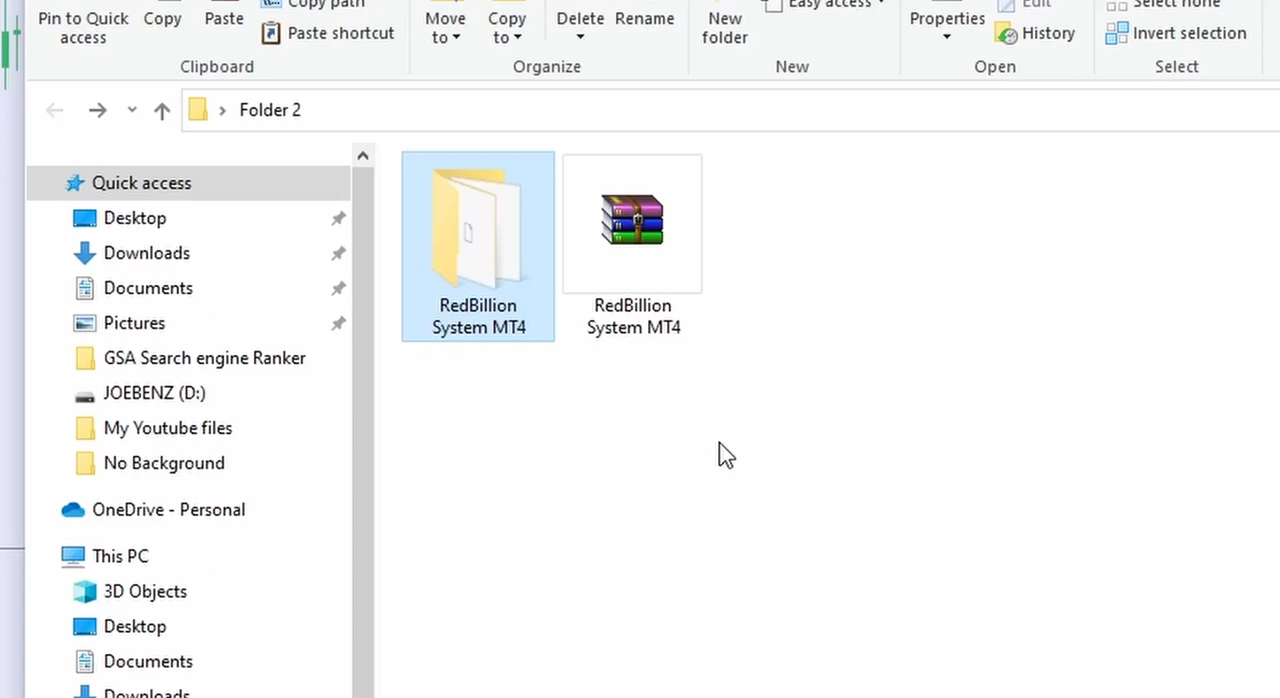 Pin to Quick
access
Copy
Paste
Copy path
Paste shortcut
Clipboard
Move
to
Copy
to
Delete
Rename
Organize
New
folder
Easy access
New
Properties
Edit
History
Open
Select none
Invert selection
Select
Folder 2
Quick access
Desktop
Downloads
Documents
Pictures
GSA Search engine Ranker
JOEBENZ (D:)
My Youtube files
No Background
OneDrive - Personal
This PC
3D Objects
Desktop
Documents
Downloads
RedBillion
System MT4
RedBillion
System MT4